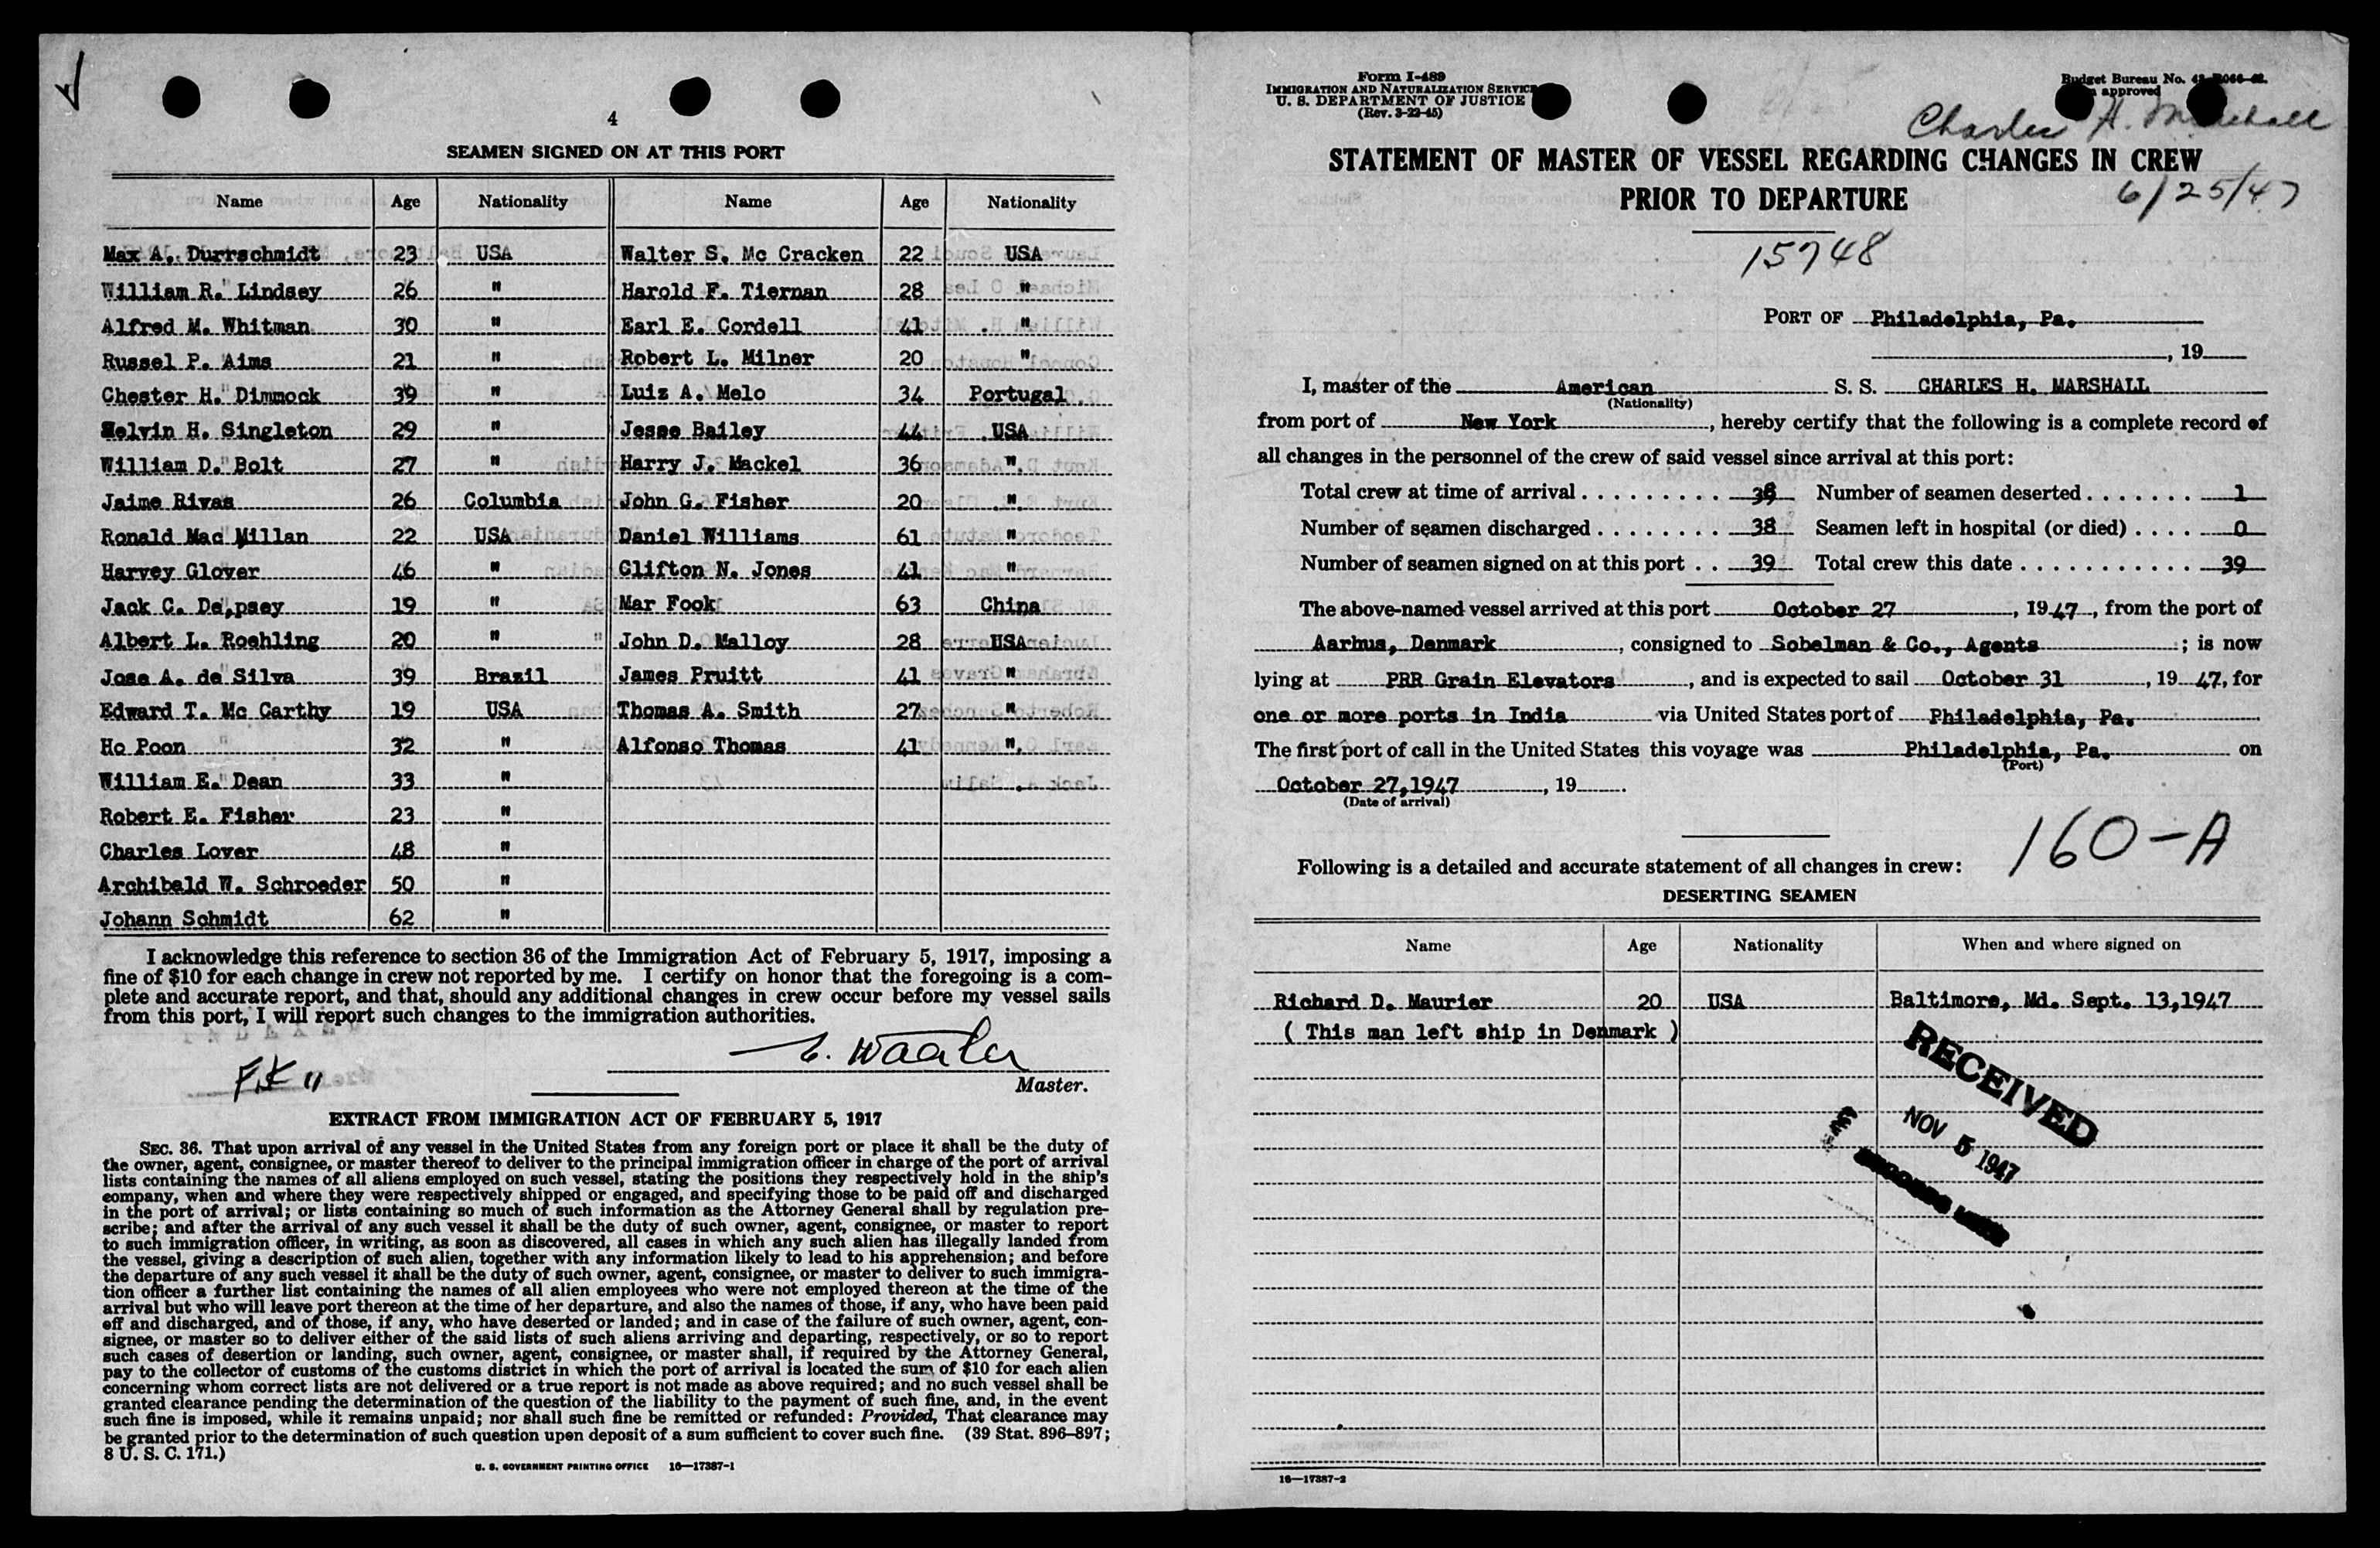 4
SEAMEN SIGNED ON AT THIS PORT
Name Age Nationality Name Age Nationality
Max A. Durrschmidt 23 USA Walter S. Mc Cracken 22 USA
William R. Lindsey 26 " Harold F. Tiernan 28 "
Alfred M. Whitman 30 " Earl E. Cordell 41 "
Russel P. Aims 21 " Robert L. Milner 20 "
Chester H. Dimmock 39 " Luiz A. Melo 34 Portugal
Melvin H. Singleton 29 " Jesse Bailey 44 USA
William D. Bolt 27 " Harry J. Mackel 36 "
Jaime Rivas 26 Columbia John G. Fisher 20 "
Ronald Mac Millan 22 USA Daniel Williams 61 "
Harvey Glover 46 " Clifton N. Jones 41 "
Jack C. De,psey 19 " Mar Fook 63 China
Albert L. Roehling 20 " John D. Malloy 28 USA
Jose A. de Silva 39 Brazil James Pruitt 41 "
Edward T. Mc Carthy 19 USA Thomas A. Smith 27 "
Ho Poon 32 " Alfonso Thomas 41 "
William E. Dean 33 "
Robert E. Fisher 23 "
Charles Lover 48 "
Archibald W. Schroeder 50 "
Johann Schmidt 62 "
I acknowledge this reference to section 36 of the Immigration Act of February 5, 1917, imposing a
fine of $10 for each change in crew not reported by me. I certify on honor that the foregoing is a com-
plete and accurate report, and that, should any additional changes in crew occur before my vessel sails
from this port, I will report such changes to the immigration authorities.
Master.
EXTRACT FROM IMMIGRATION ACT OF FEBRUARY 5, 1917
SEC. 36. That upon arrival of any vessel in the United States from any foreign port or place it shall be the duty of
the owner, agent, consignee, or master thereof to deliver to the principal immigration officer in charge of the port of arrival
lists containing the names of all aliens employed on such vessel, stating the positions they respectively hold in the ship's
company, when and where they were respectively shipped or engaged, and specifying those to be paid off and discharged
in the port of arrival; or lists containing so much of such information as the Attorney General shall by regulation pre-
scribe; and after the arrival of any such vessel it shall be the duty of such owner, agent, consignee, or master to report
to such immigration officer, in writing, as soon as discovered, all cases in which any such alien has illegally landed from
the vessel, giving a description of such alien, together with any information likely to lead to his apprehension; and before
the departure of any such vessel it shall be the duty of such owner, agent, consignee, or master to deliver to such immigra-
tion officer a further list containing the names of all alien employees who were not employed thereon at the time of the
arrival but who will leave port thereon at the time of her departure, and also the names of those, if any, who have been paid
off and discharged, and of those, if any, who have deserted or landed; and in case of the failure of such owner, agent, con-
signee, or master so to deliver either of the said lists of such aliens arriving and departing, respectively, or so to report
such cases of desertion or landing, such owner, agent, consignee, or master shall, if required by the Attorney General,
pay to the collector of customs of the customs district in which the port of arrival is located the sum of $10 for each alien
concerning whom correct lists are not delivered or a true report is not made as above required; and no such vessel shall be
granted clearance pending the determination of the question of the liability to the payment of such fine, and, in the event
such fine is imposed, while it remains unpaid; nor shall such fine be remitted or refunded: Provided, That clearance may
be granted prior to the determination of such question upon deposit of a sum sufficient to cover such fine. (39 Stat. 896–897;
8 U. S. C. 171.)
U. S. GOVERNMENT PRINTING OFFICE 16—17387-1
Form I-489
IMMIGRATION AND NATURALIZATION SERVICE
U. S. DEPARTMENT OF JUSTICE
(Rev. 3-22-45)
Budget Bureau No.
approved
Charles H. Marshall
STATEMENT OF MASTER OF VESSEL REGARDING CHANGES IN CREW
PRIOR TO DEPARTURE
6/25/47
15748
PORT OF Philadelphia, Pa.
, 19
I, master of the American S. S. CHARLES H. MARSHALL
(Nationality)
from port of New York, hereby certify that the following is a complete record of
all changes in the personnel of the crew of said vessel since arrival at this port:
Total crew at time of arrival Number of seamen deserted 1
Number of seamen discharged 38 Seamen left in hospital (or died) 0
Number of seamen signed on at this port 39 Total crew this date 39
The above-named vessel arrived at this port October 27, 1947, from the port of
Aarhus, Denmark, consigned to Sobelman & Co., Agents; is now
lying at PRR Grain Elevators, and is expected to sail October 31, 1947, for
one or more ports in India via United States port of Philadelphia, Pa.
The first port of call in the United States this voyage was Philadelphia, Pa. on
(Port)
October 27,1947, 19
(Date of arrival)
160-A
Following is a detailed and accurate statement of all changes in crew:
DESERTING SEAMEN
Name Age Nationality When and where signed on
Richard D. Maurier 20 USA Baltimore, Md. Sept. 13,1947
( This man left ship in Denmark )
RECEIVED
NOV 5 1947
16—17387-2